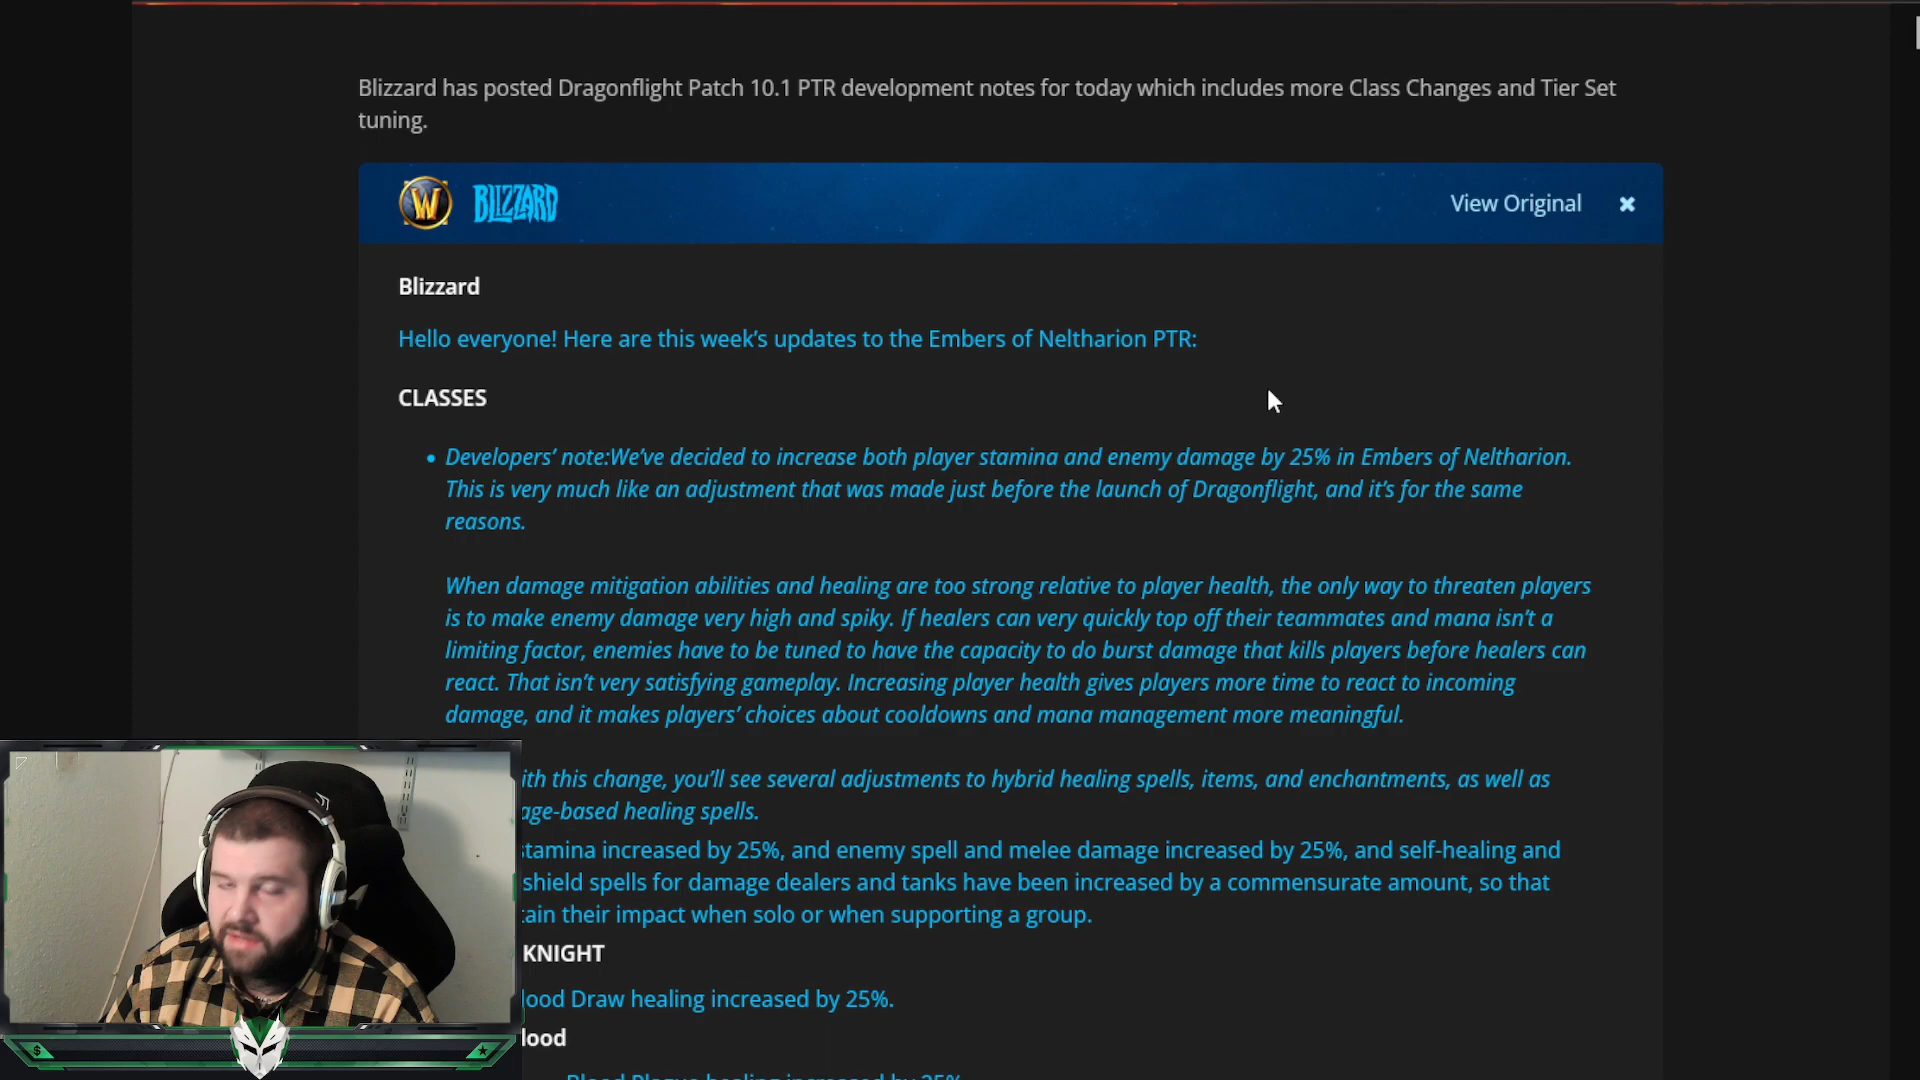 Blizzard has posted Dragonflight Patch 10.1 PTR development notes for today which includes more Class Changes and Tier Set
tuning.
W BLIZZARD View Original
Blizzard
Hello everyone! Here are this week's updates to the Embers of Neltharion PTR:
CLASSES
• Developers' note:We've decided to increase both player stamina and enemy damage by 25% in Embers of Neltharion.
This is very much like an adjustment that was made just before the launch of Dragonflight, and it's for the same
reasons.
When damage mitigation abilities and healing are too strong relative to player health, the only way to threaten players
is to make enemy damage very high and spiky. If healers can very quickly top off their teammates and mana isn't a
limiting factor, enemies have to be tuned to have the capacity to do burst damage that kills players before healers can
react. That isn't very satisfying gameplay. Increasing player health gives players more time to react to incoming
damage, and it makes players' choices about cooldowns and mana management more meaningful.
ith this change, you'll see several adjustments to hybrid healing spells, items, and enchantments, as well as
age-based healing spells.
stamina increased by 25%, and enemy spell and melee damage increased by 25%, and self-healing and
shield spells for damage dealers and tanks have been increased by a commensurate amount, so that
tain their impact when solo or when supporting a group.
KNIGHT
lood Draw healing increased by 25%.
lood
Blood Plague healing increased by 25%